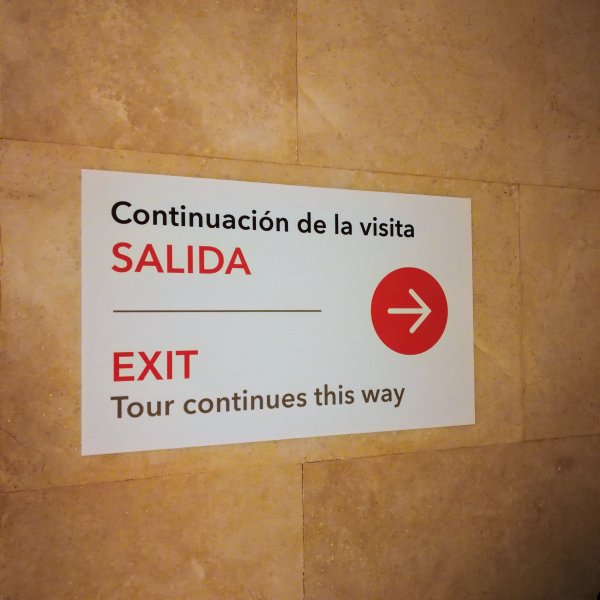 Continuación de la visita
SALIDA
EXIT
Tour continues this way